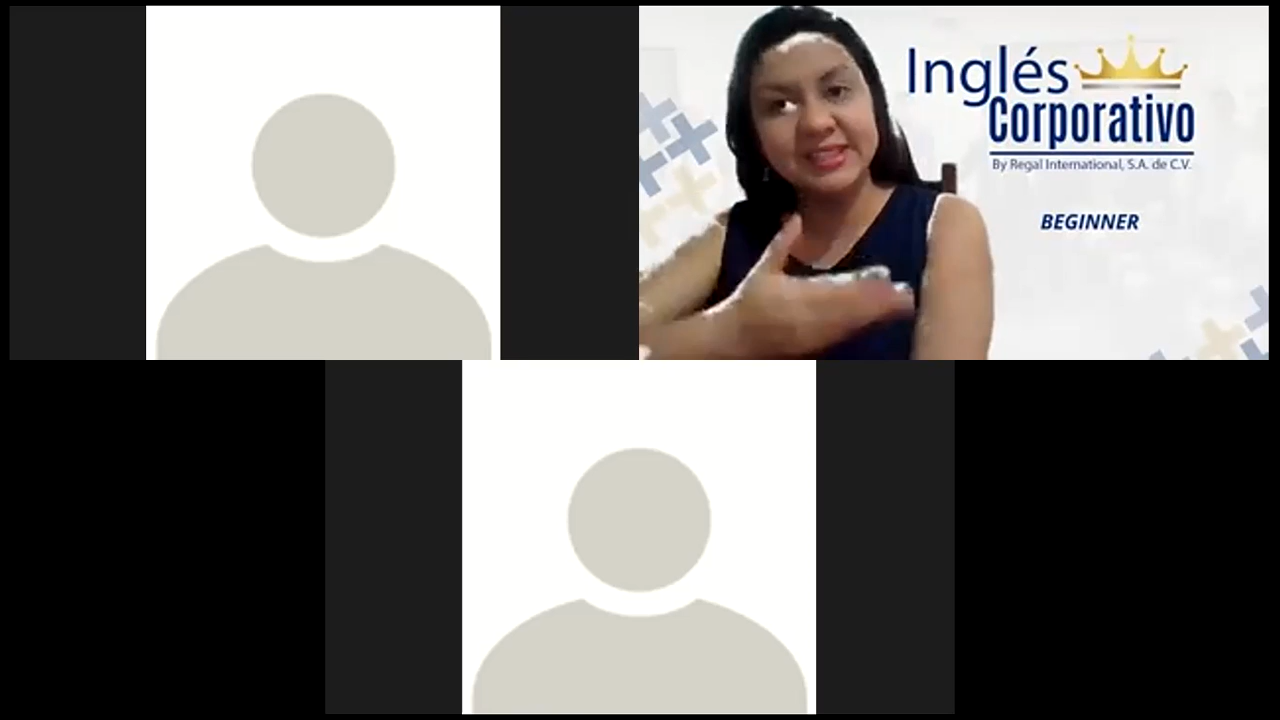 Inglés
Corporativo
By Regal International, S.A. de C.V.
BEGINNER